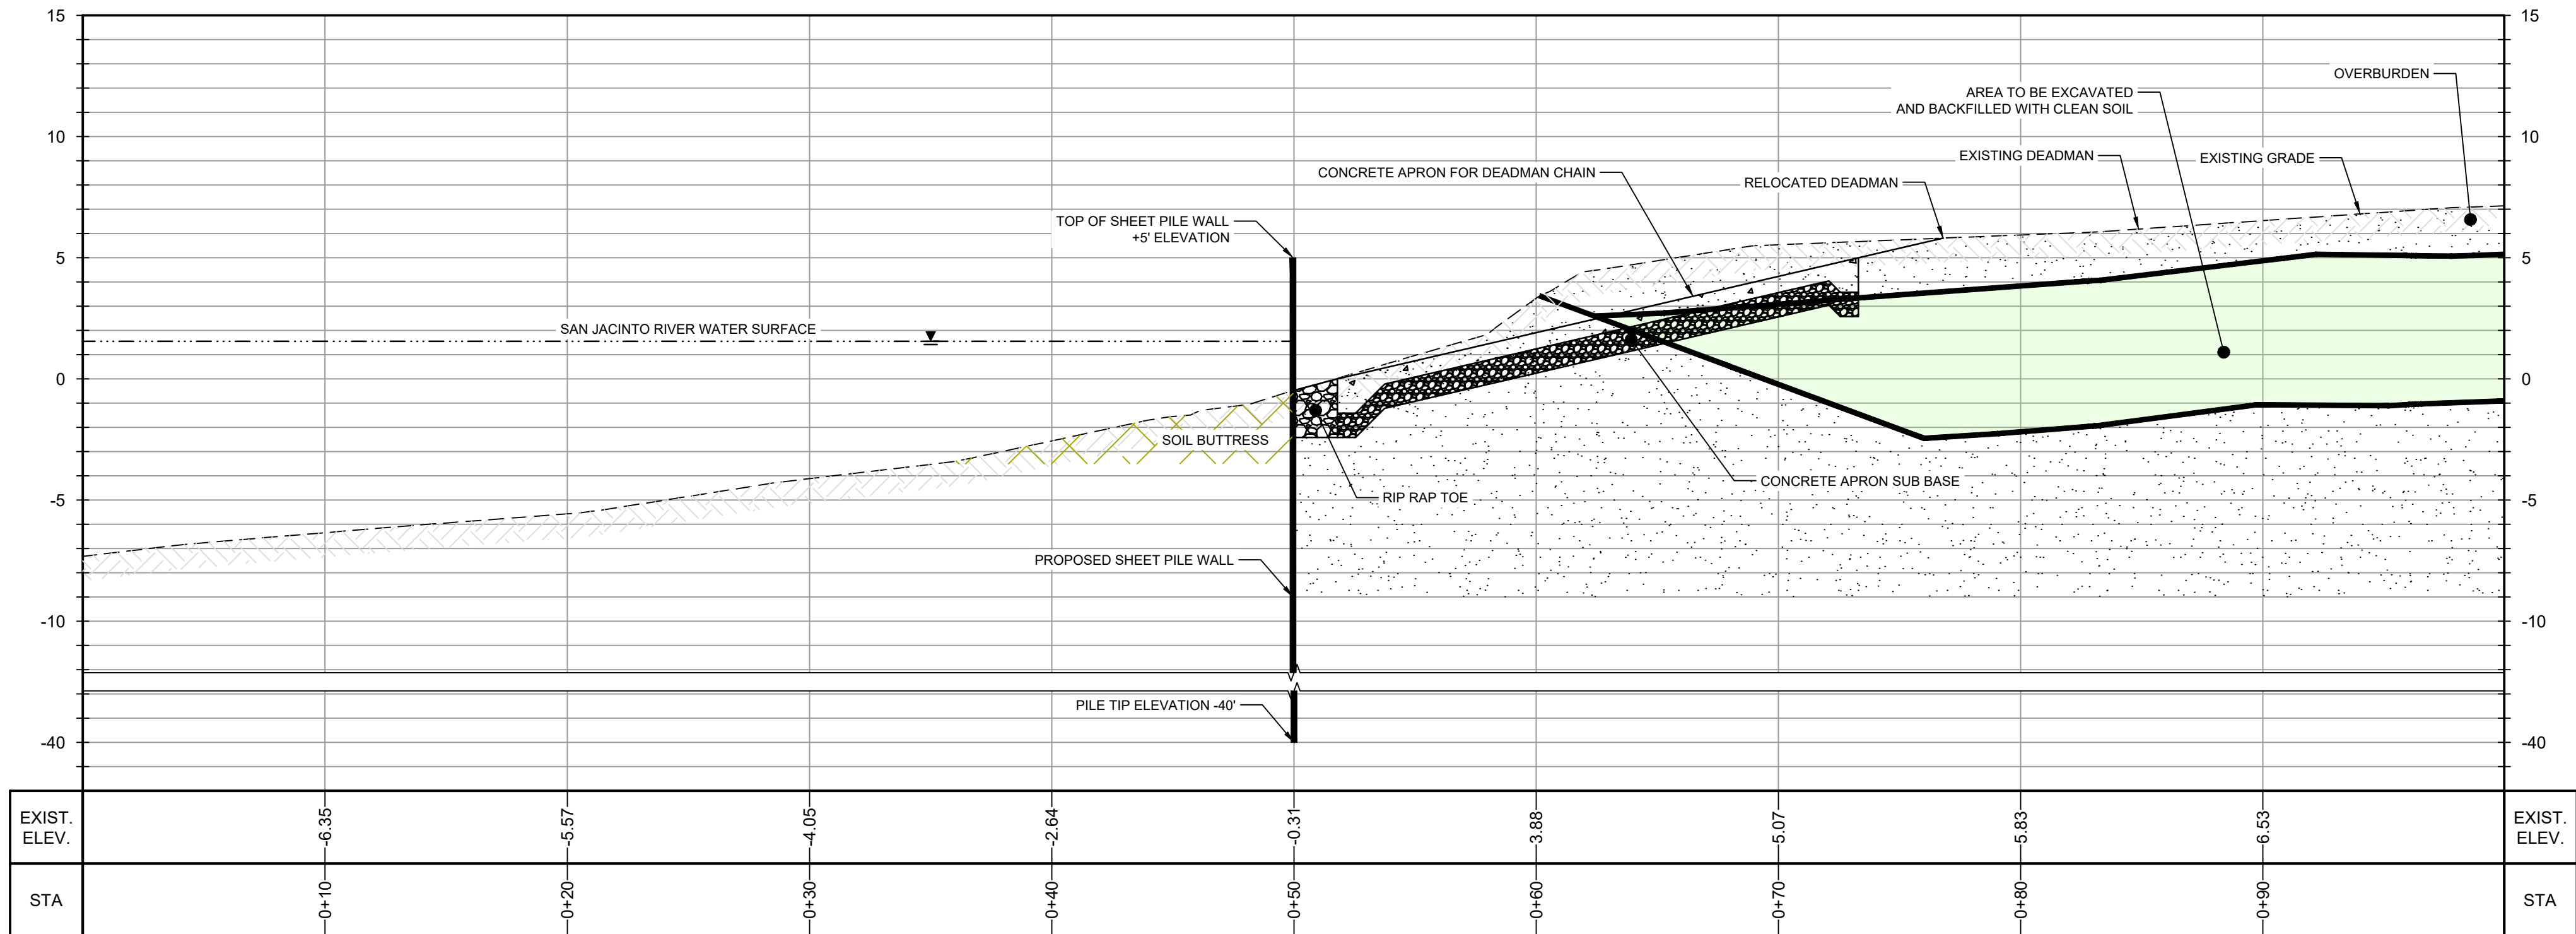 15
15
OVERBURDEN
AREA TO BE EXCAVATED
AND BACKFILLED WITH CLEAN SOIL
10
10
EXISTING DEADMAN
EXISTING GRADE
CONCRETE APRON FOR DEADMAN CHAIN
RELOCATED DEADMAN
TOP OF SHEET PILE WALL
+5' ELEVATION
5
5
SAN JACINTO RIVER WATER SURFACE
0
0
SOIL BUTTRESS
CONCRETE APRON SUB BASE
RIP RAP TOE
-5
-5
PROPOSED SHEET PILE WALL
-10
-10
PILE TIP ELEVATION -40'
-40
-40
EXIST.
ELEV.
-6.35
-5.57
-4.05
-2.64
-0.31
3.88
5.07
5.83
6.53
EXIST.
ELEV.
STA
0+10
0+20
0+30
0+40
0+50
0+60
0+70
0+80
0+90
STA